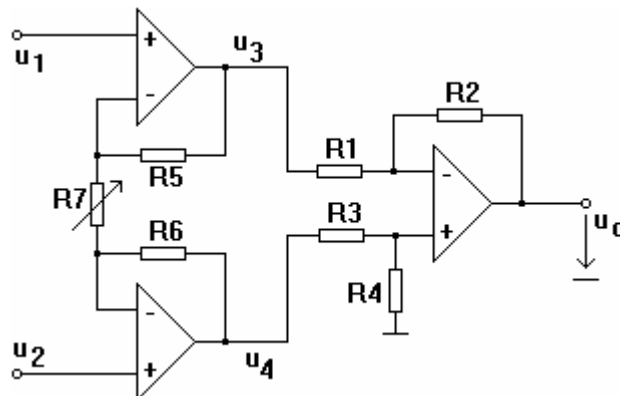 +
u1
u3
-
R2
R5
R1
-
R7
R3
+
uo
R6
R4
-
u2
u4
+